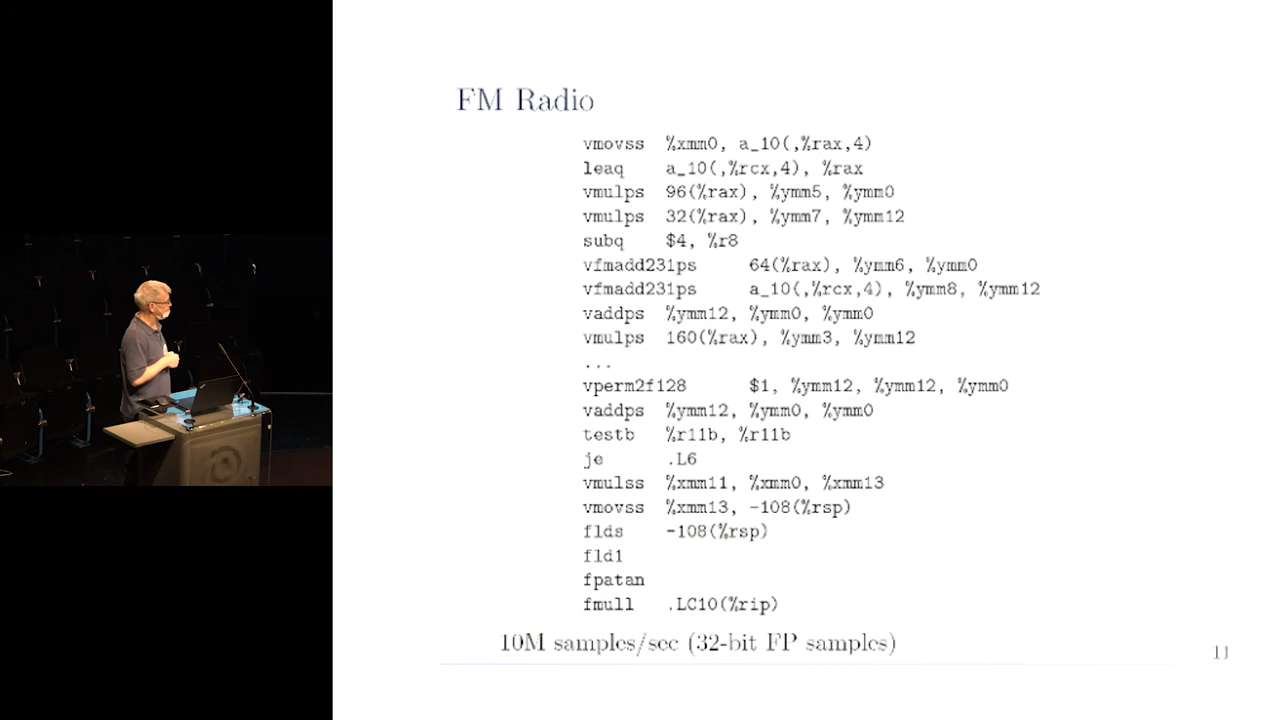 FM Radio
vmovss %xmm0, a_10(,%rax,4)
leaq a_10(,%rcx,4), %rax
vmulps 96(%rax), %ymm5, %ymm0
vmulps 32(%rax), %ymm7, %ymm12
subq $4, %r8
vfmadd231ps 64(%rax), %ymm6, %ymm0
vfmadd231ps a_10(,%rcx,4), %ymm8, %ymm12
vaddps %ymm12, %ymm0, %ymm0
vmulps 160(%rax), %ymm3, %ymm12
...
vperm2f128 $1, %ymm12, %ymm12, %ymm0
vaddps %ymm12, %ymm0, %ymm0
testb %r11b, %r11b
je .L6
vmulss %xmm11, %xmm0, %xmm13
vmovss %xmm13, -108(%rsp)
flds -108(%rsp)
fld1
fpatan
fmull .LC10(%rip)
10M samples/sec (32-bit FP samples)
11